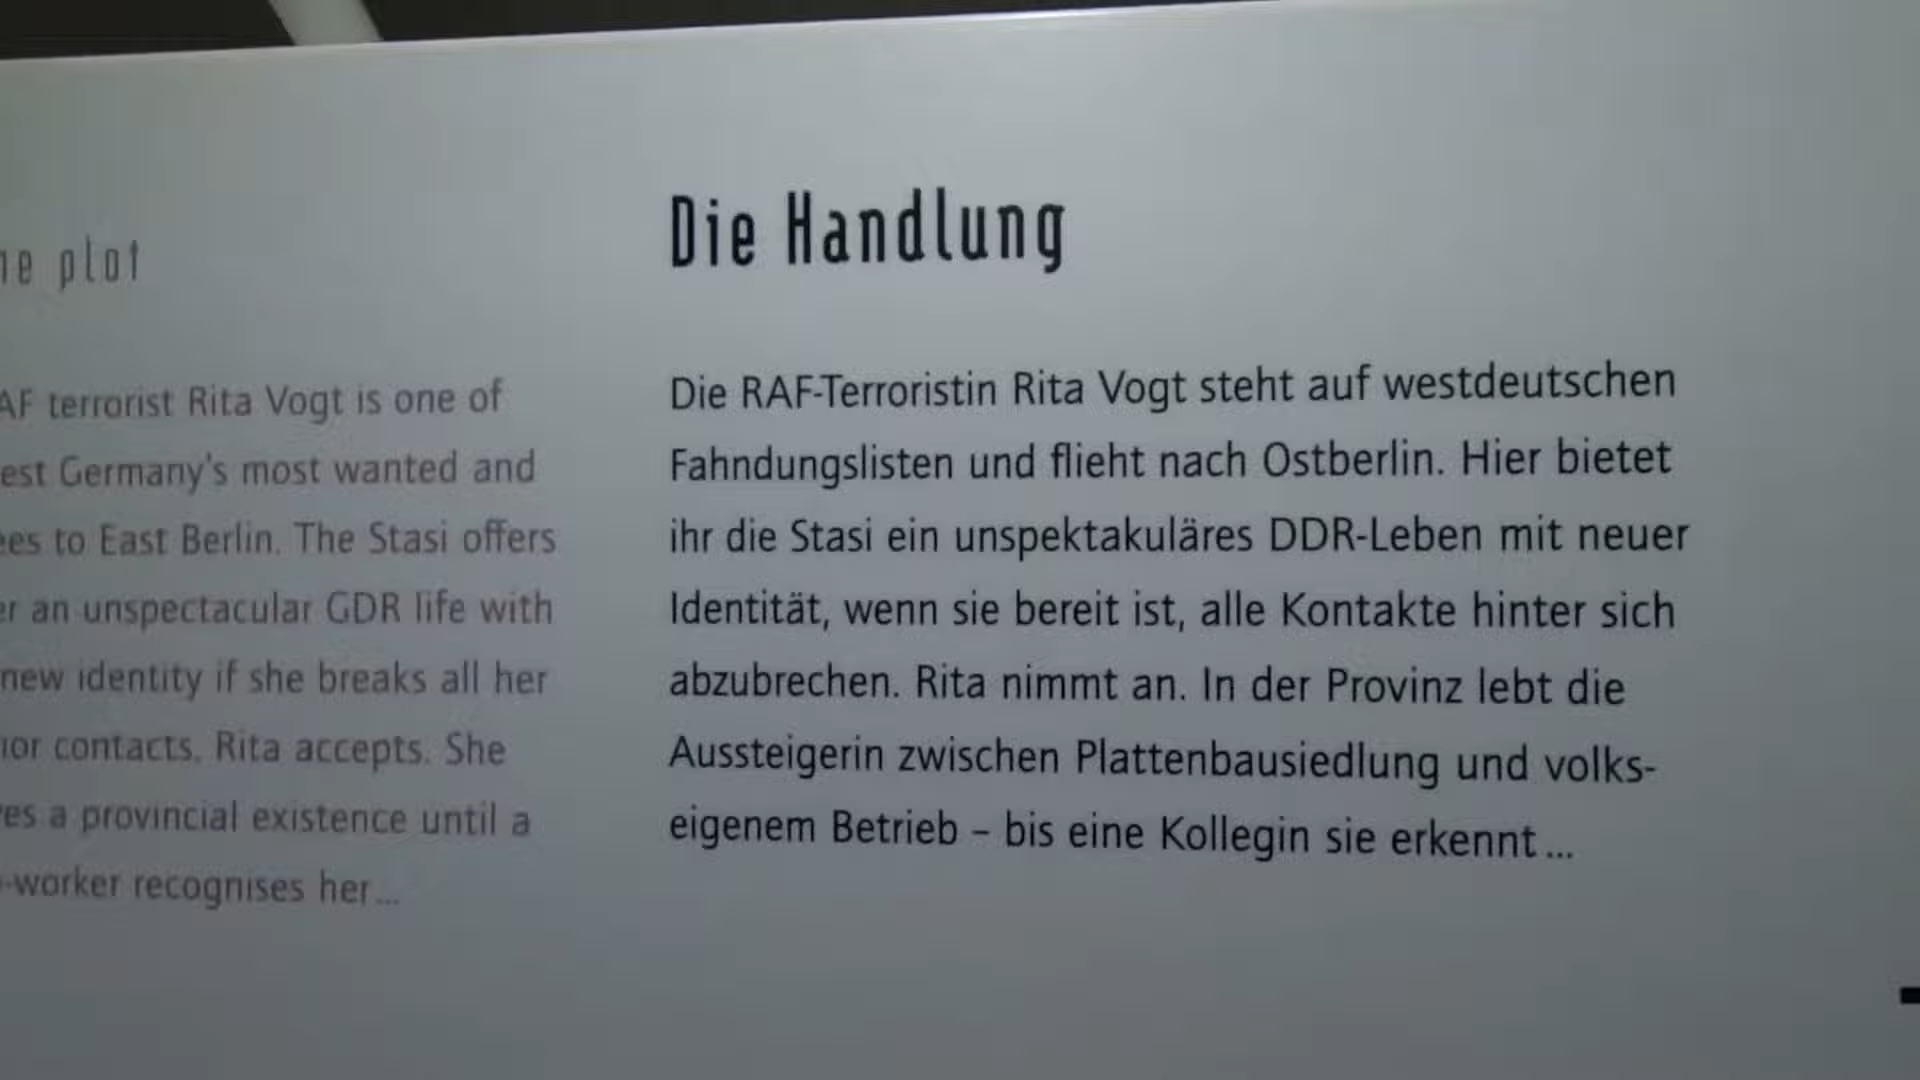 plot
terrorist Rita Vogt is one of
Germany's most wanted and
to East Berlin. The Stasi offers
an unspectacular GDR life with
new identity if she breaks all her
contacts. Rita accepts. She
a provincial existence until a
-worker recognises her ...
Die Handlung
Die RAF-Terroristin Rita Vogt steht auf westdeutschen
Fahndungslisten und flieht nach Ostberlin. Hier bietet
ihr die Stasi ein unspektakuläres DDR-Leben mit neuer
Identität, wenn sie bereit ist, alle Kontakte hinter sich
abzubrechen. Rita nimmt an. In der Provinz lebt die
Aussteigerin zwischen Plattenbausiedlung und volks-
eigenem Betrieb – bis eine Kollegin sie erkennt ...